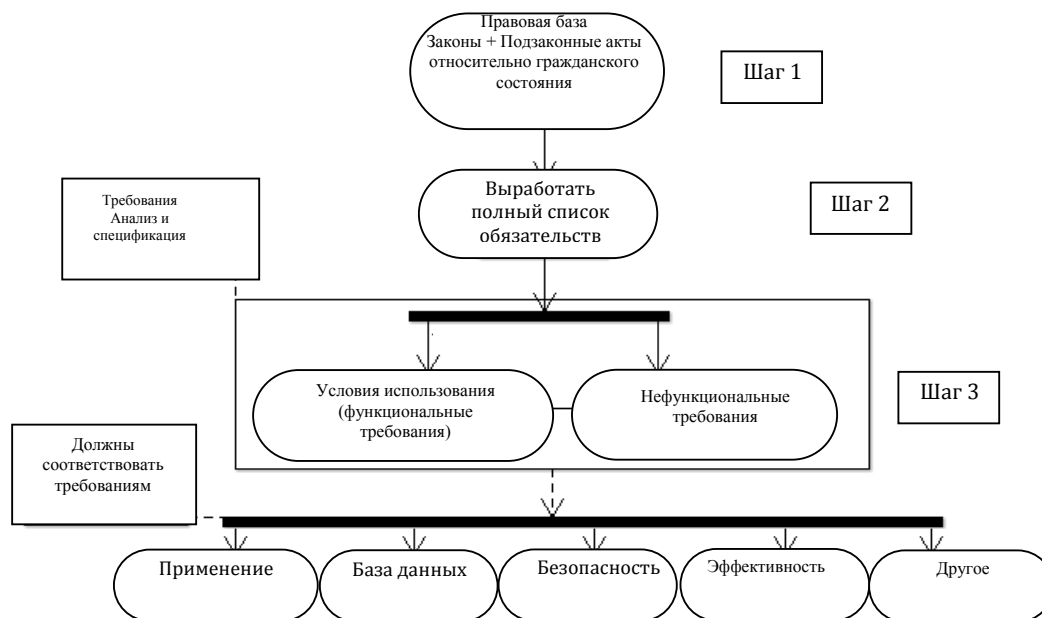 Правовая база
Законы + Подзаконные акты
относительно гражданского
состояния
Шаг 1
Выработать
полный список
обязательств
Шаг 2
Требования
Анализ и
спецификация
Условия использования
(функциональные
требования)
Нефункциональные
требования
Шаг 3
Должны
соответствовать
требованиям
Применение
База данных
Безопасность
Эффективность
Другое